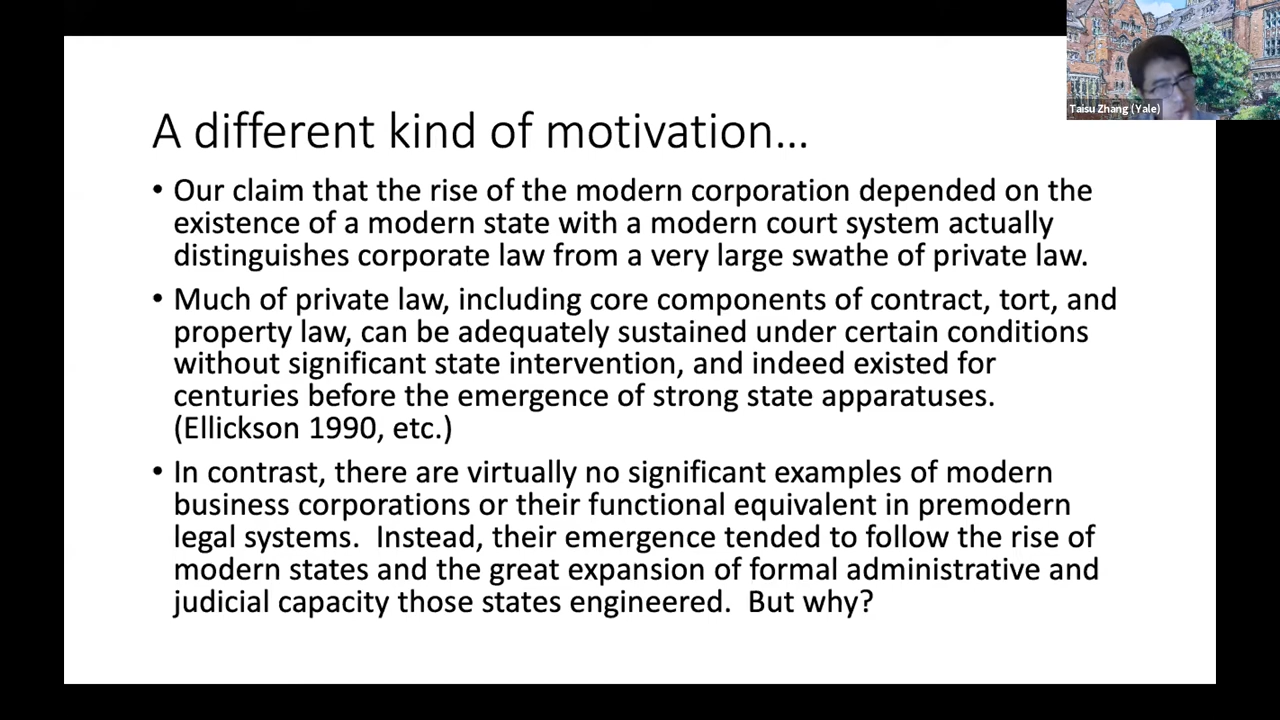 Taisu Zhang (Yale)
A different kind of motivation…
• Our claim that the rise of the modern corporation depended on the
existence of a modern state with a modern court system actually
distinguishes corporate law from a very large swathe of private law.
• Much of private law, including core components of contract, tort, and
property law, can be adequately sustained under certain conditions
without significant state intervention, and indeed existed for
centuries before the emergence of strong state apparatuses.
(Ellickson 1990, etc.)
• In contrast, there are virtually no significant examples of modern
business corporations or their functional equivalent in premodern
legal systems.  Instead, their emergence tended to follow the rise of
modern states and the great expansion of formal administrative and
judicial capacity those states engineered.  But why?